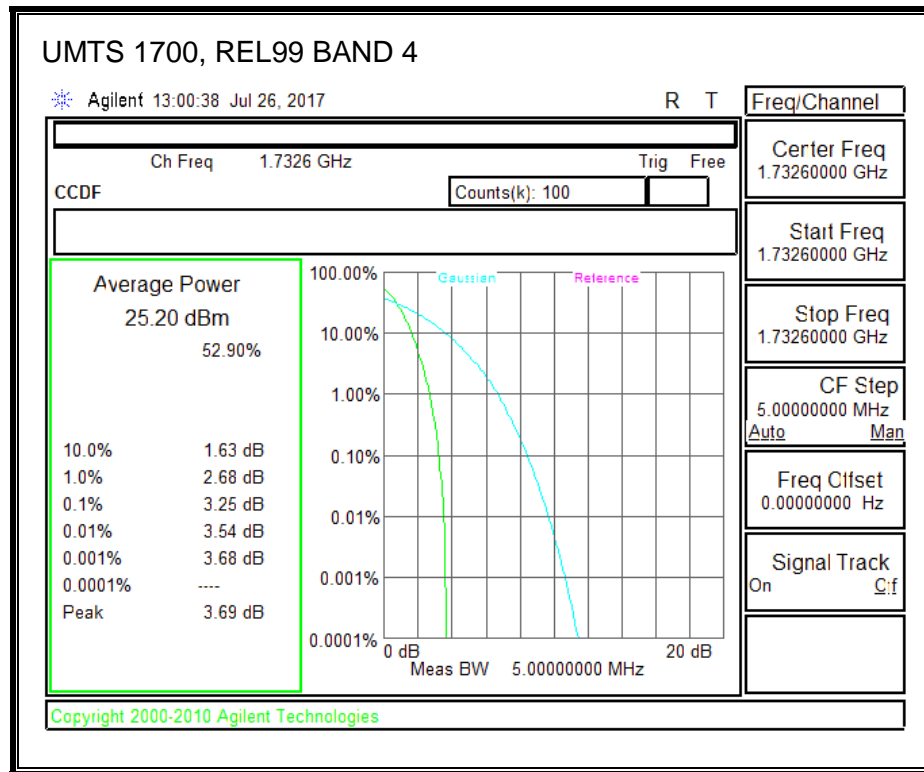 UMTS 1700, REL99 BAND 4
Agilent 13:00:38 Jul 26, 2017 R T
Ch Freq 1.7326 GHz Trig Free
CCDF Counts(k): 100
Average Power
25.20 dBm
52.90%
10.0% 1.63 dB
1.0% 2.68 dB
0.1% 3.25 dB
0.01% 3.54 dB
0.001% 3.68 dB
0.0001% ----
Peak 3.69 dB
Gaussian Reference
100.00%
10.00%
1.00%
0.10%
0.01%
0.001%
0.0001%
0 dB 20 dB
Meas BW 5.00000000 MHz
Freq/Channel
Center Freq
1.73260000 GHz
Start Freq
1.73260000 GHz
Stop Freq
1.73260000 GHz
CF Step
5.00000000 MHz
Auto Man
Freq Offset
0.00000000 Hz
Signal Track
On Off
Copyright 2000-2010 Agilent Technologies